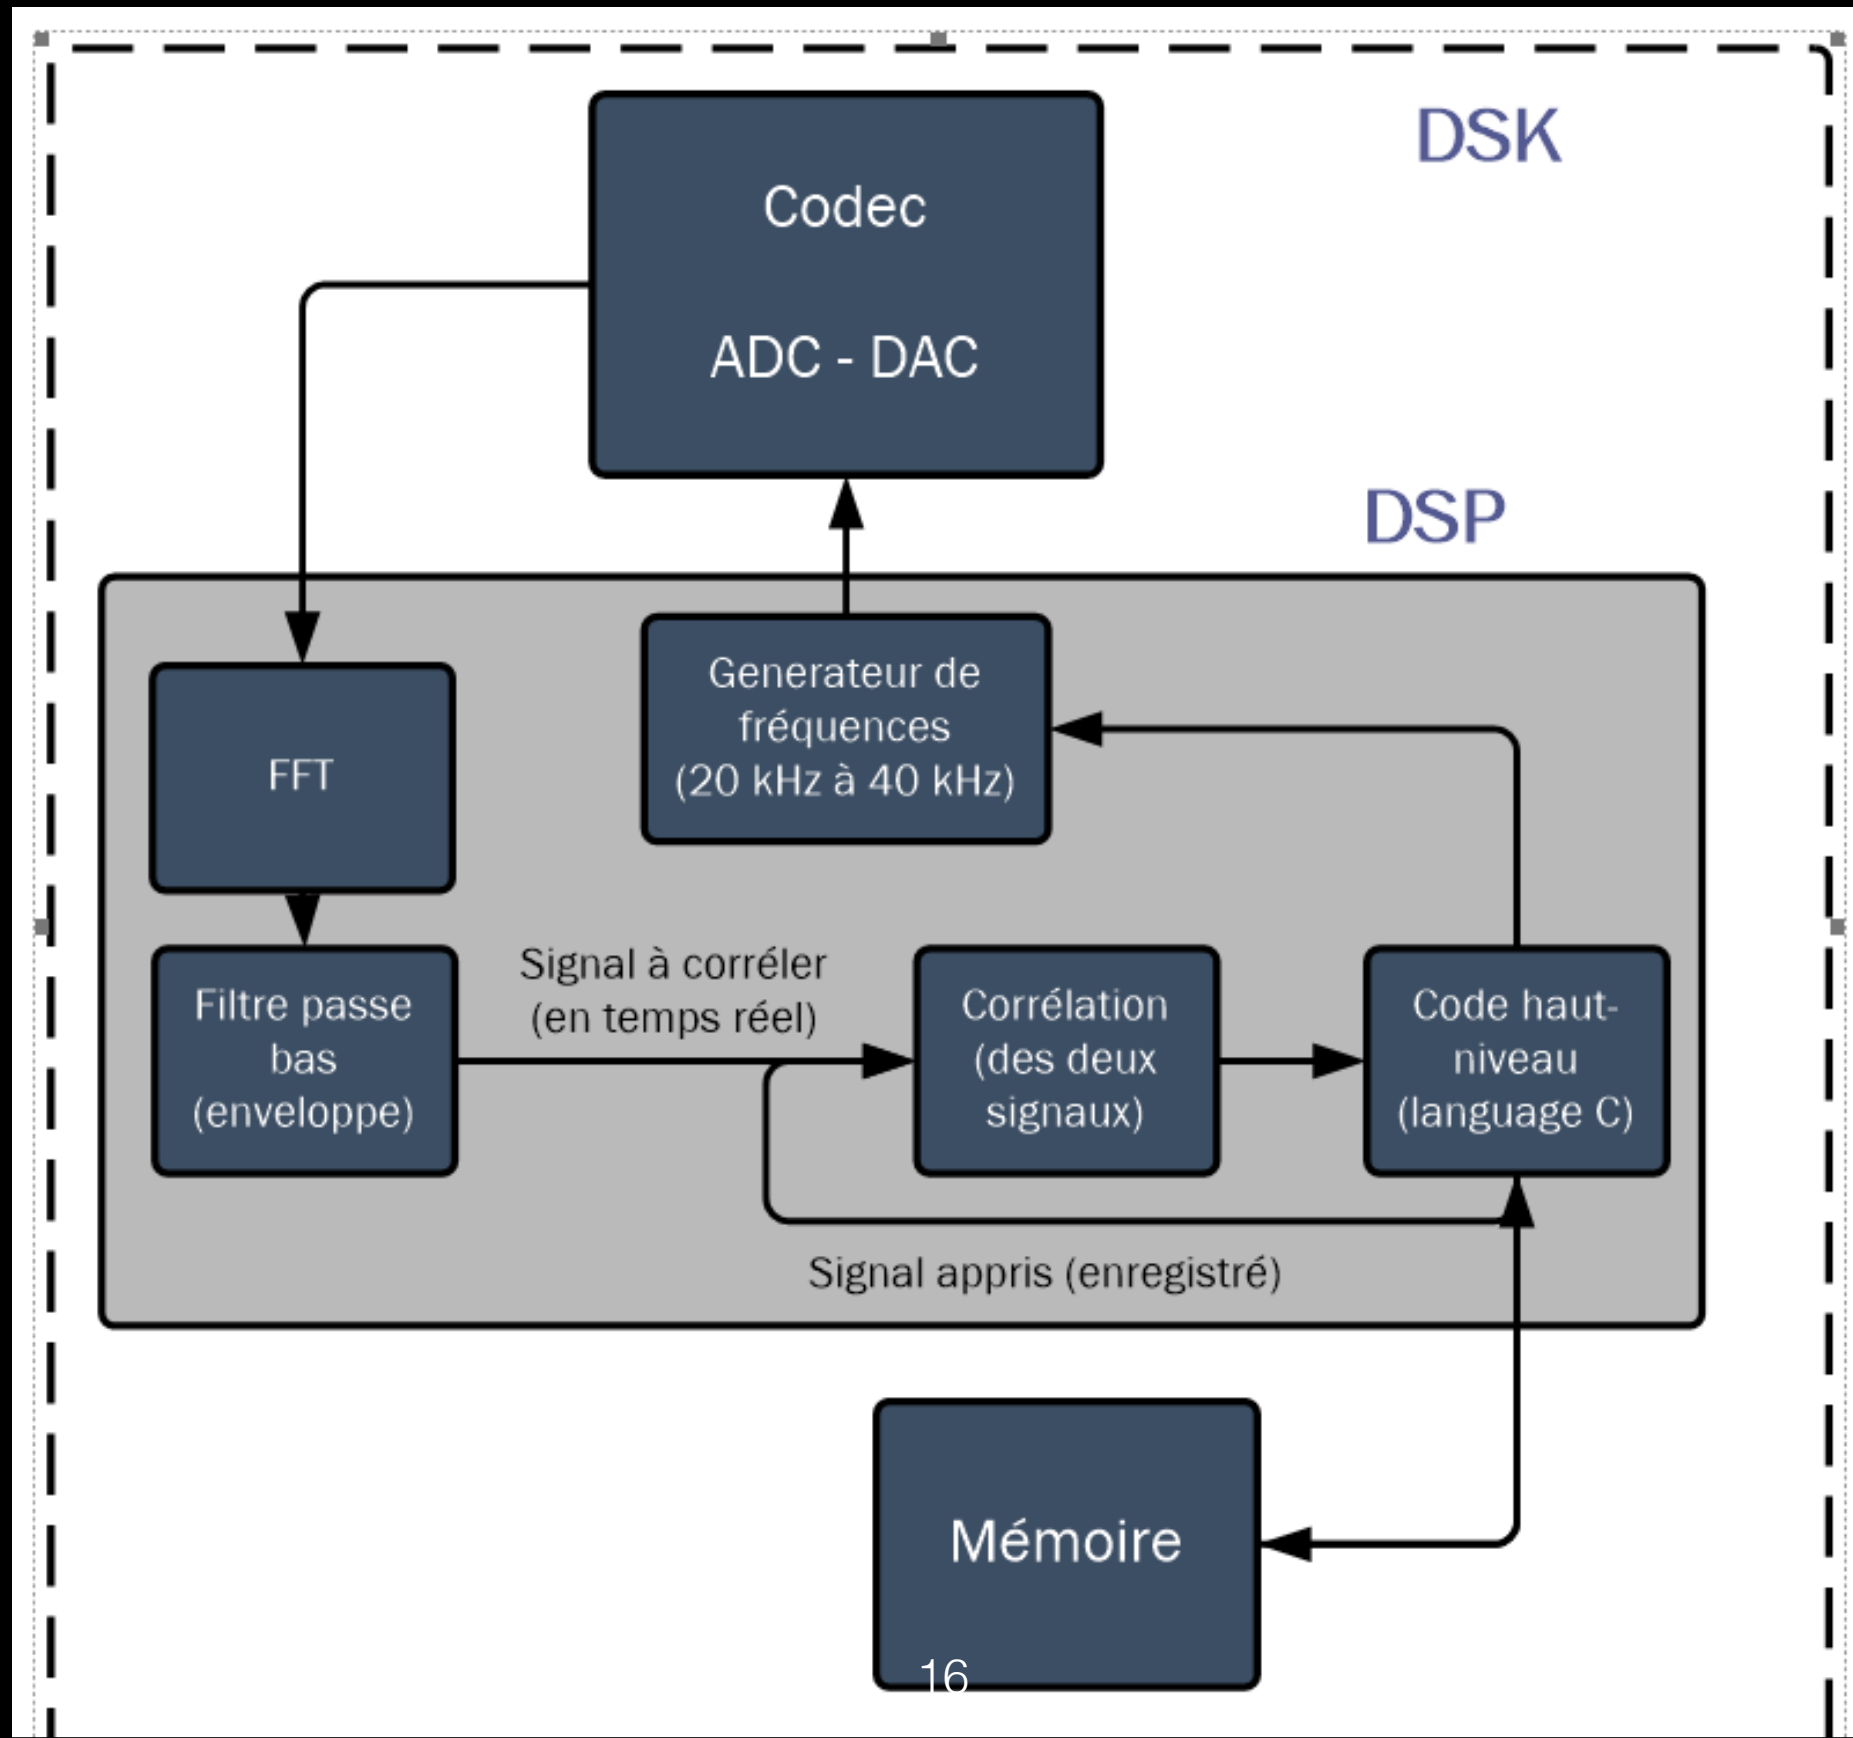 DSK
Codec
ADC - DAC
DSP
Generateur de
fréquences
(20 kHz à 40 kHz)
FFT
Signal à corréler
(en temps réel)
Filtre passe
bas
(enveloppe)
Corrélation
(des deux
signaux)
Code haut-
niveau
(language C)
Signal appris (enregistré)
Mémoire
16